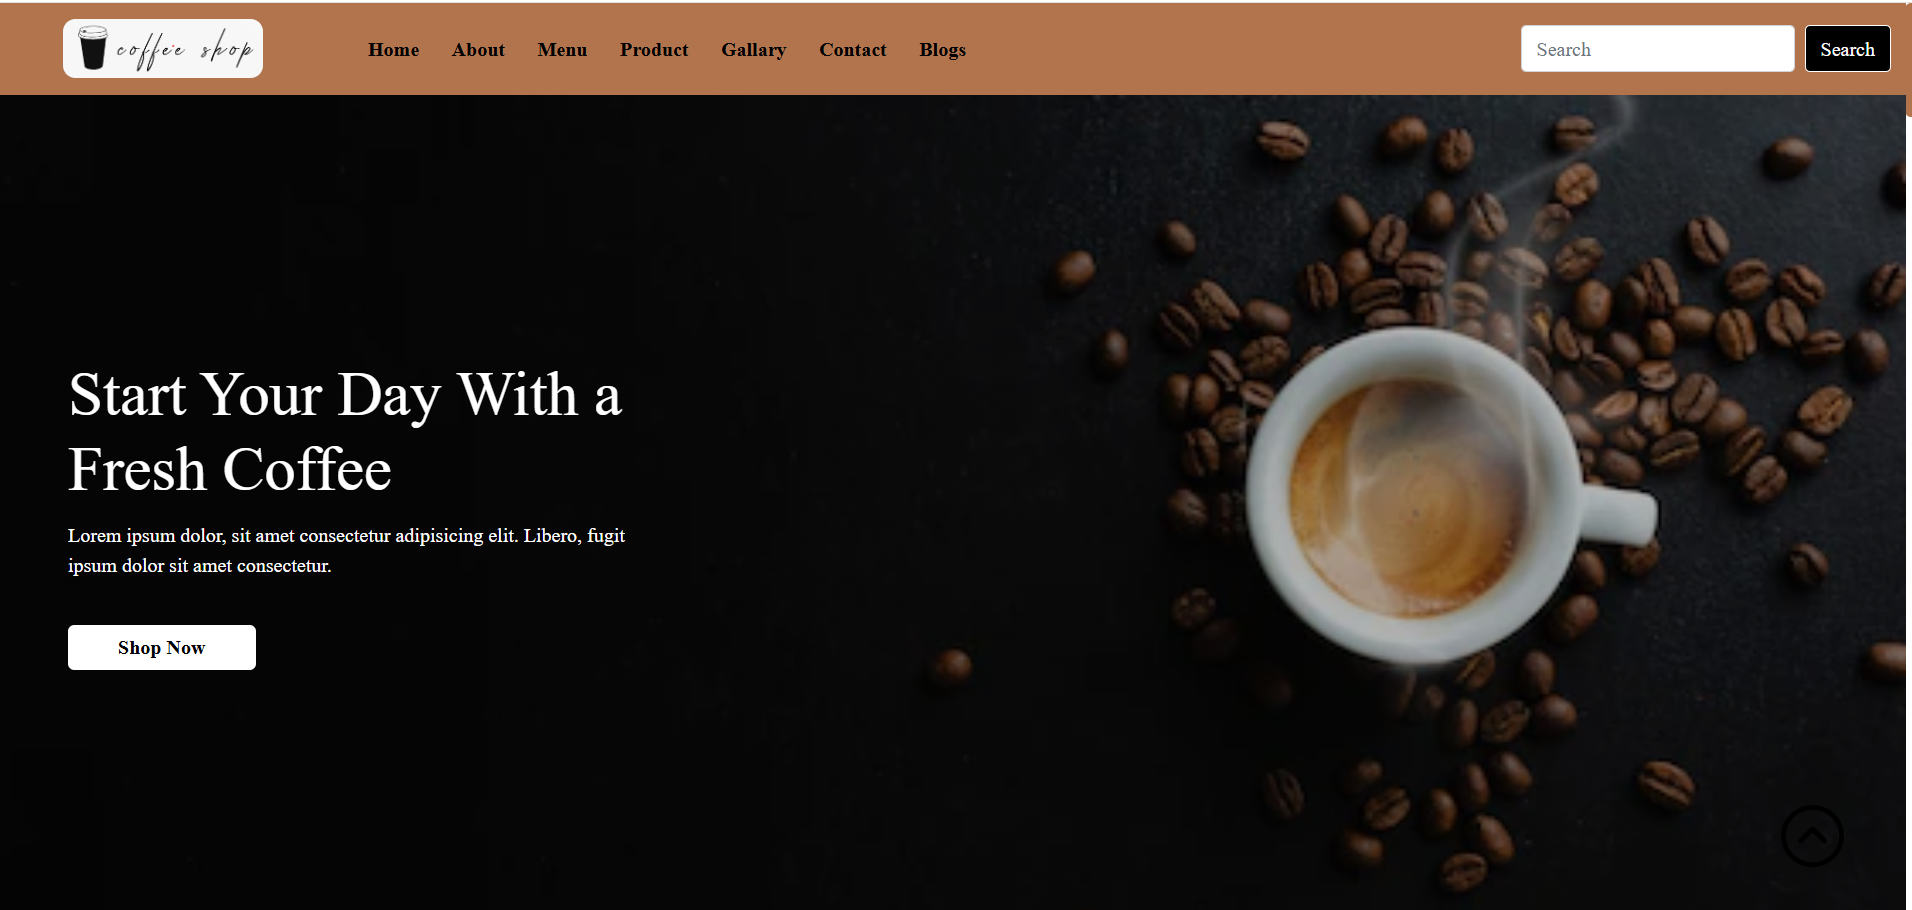 coffee shop
Home About Menu Product Gallary Contact Blogs
Search Search
Start Your Day With a
Fresh Coffee
Lorem ipsum dolor, sit amet consectetur adipisicing elit. Libero, fugit
ipsum dolor sit amet consectetur.
Shop Now